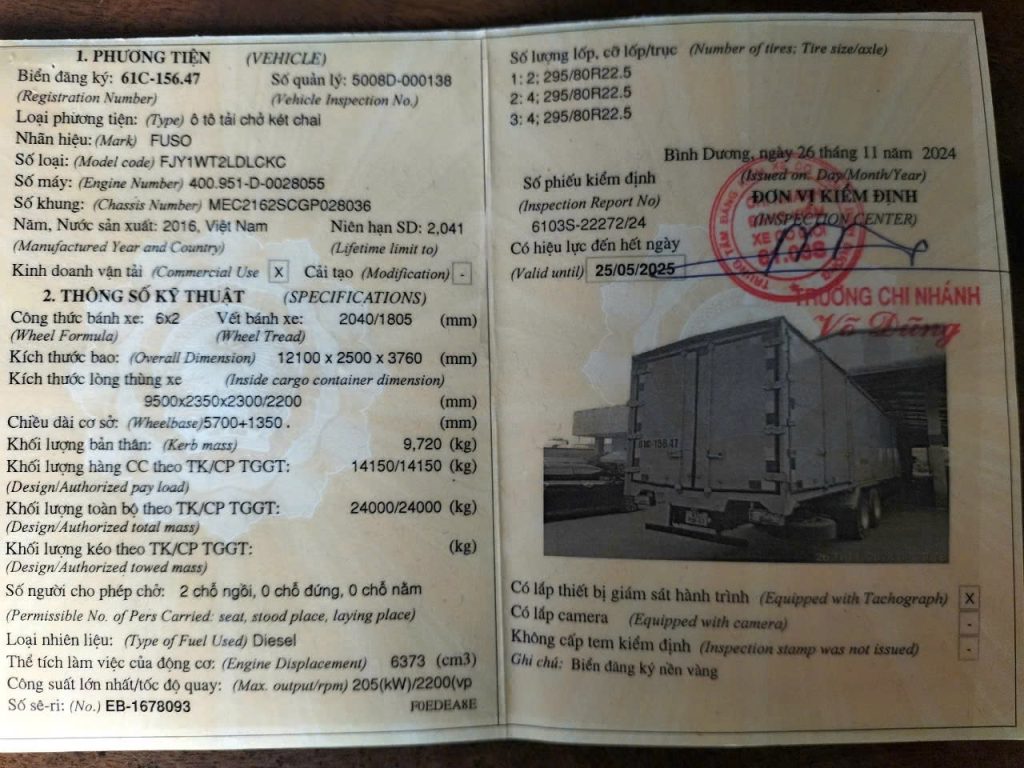 1. PHƯƠNG TIỆN (VEHICLE)
Biển đăng ký: 61C-156.47 Số quản lý: 5008D-000138
(Registration Number) (Vehicle Inspection No.)
Loại phương tiện: (Type) ô tô tải chở két chai
Nhãn hiệu: (Mark) FUSO
Số loại: (Model code) FJY1WT2LDLCKC
Số máy: (Engine Number) 400.951-D-0028055
Số khung: (Chassis Number) MEC2162SCGP028036
Năm, Nước sản xuất: 2016, Việt Nam Niên hạn SD: 2,041
(Manufactured Year and Country) (Lifetime limit to)
Kinh doanh vận tải (Commercial Use X Cải tạo (Modification) -
2. THÔNG SỐ KỸ THUẬT (SPECIFICATIONS)
Công thức bánh xe: 6x2 Vết bánh xe: 2040/1805 (mm)
(Wheel Formula) (Wheel Tread)
Kích thước bao: (Overall Dimension) 12100 x 2500 x 3760 (mm)
Kích thước lòng thùng xe (Inside cargo container dimension)
9500x2350x2300/2200 (mm)
Chiều dài cơ sở: (Wheelbase) 5700+1350 . (mm)
Khối lượng bản thân: (Kerb mass) 9,720 (kg)
Khối lượng hàng CC theo TK/CP TGGT: 14150/14150 (kg)
(Design/Authorized pay load)
Khối lượng toàn bộ theo TK/CP TGGT: 24000/24000 (kg)
(Design/Authorized total mass)
Khối lượng kéo theo TK/CP TGGT: (kg)
(Design/Authorized towed mass)
Số người cho phép chở: 2 chỗ ngồi, 0 chỗ đứng, 0 chỗ nằm
(Permissible No. of Pers Carried: seat, stood place, laying place)
Loại nhiên liệu: (Type of Fuel Used) Diesel
Thể tích làm việc của động cơ: (Engine Displacement) 6373 (cm3)
Công suất lớn nhất/tốc độ quay: (Max. output/rpm) 205(kW)/2200(vp
Số sê-ri: (No.) EB-1678093 F0EDEA8E
Số lượng lốp, cỡ lốp/trục (Number of tires; Tire size/axle)
1: 2; 295/80R22.5
2: 4; 295/80R22.5
3: 4; 295/80R22.5
Bình Dương, ngày 26 tháng 11 năm 2024
(Issued on: Day/Month/Year)
Số phiếu kiểm định ĐƠN VỊ KIỂM ĐỊNH
(Inspection Report No) (INSPECTION CENTER)
6103S-22272/24
Có hiệu lực đến hết ngày
(Valid until) 25/05/2025
TRƯỞNG CHI NHÁNH
Võ Dũng
61C-156.47
Có lắp thiết bị giám sát hành trình (Equipped with Tachograph) X
Có lắp camera (Equipped with camera) -
Không cấp tem kiểm định (Inspection stamp was not issued) -
Ghi chú: Biển đăng ký nền vàng